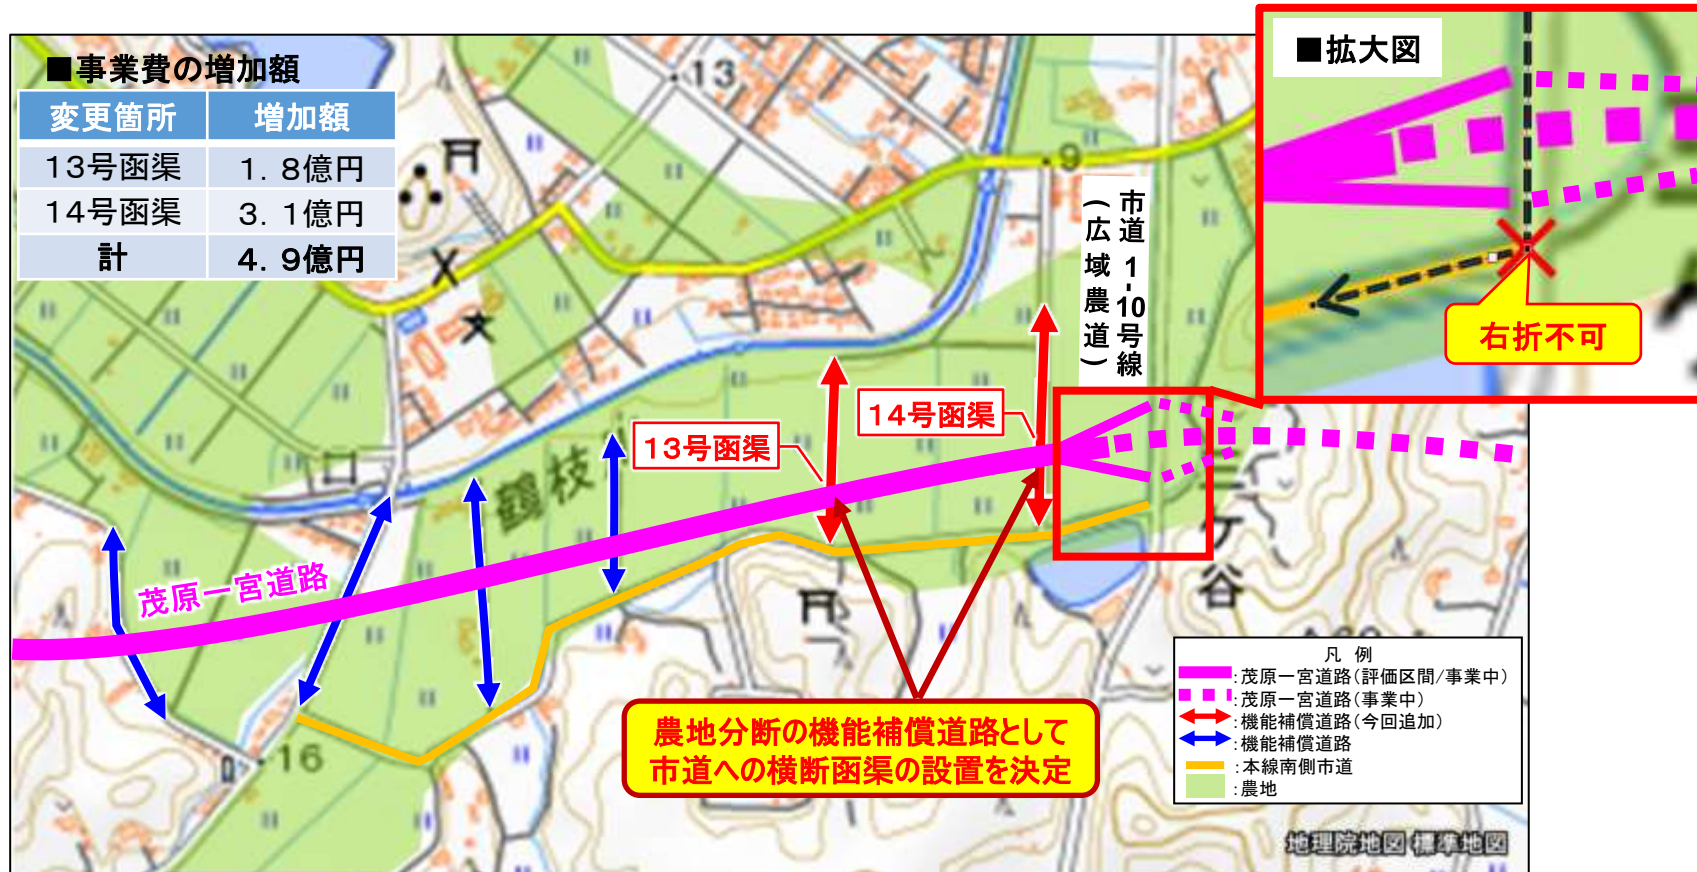 ■事業費の増加額
変更箇所 増加額
13号函渠 1.8億円
14号函渠 3.1億円
計 4.9億円
■拡大図
右折不可
13
9
市道1-10号線
(広域農道)
14号函渠
13号函渠
鶴枝
茂原一宮道路
三ケ谷
16
農地分断の機能補償道路として
市道への横断函渠の設置を決定
凡 例
:茂原一宮道路(評価区間/事業中)
:茂原一宮道路(事業中)
:機能補償道路(今回追加)
:機能補償道路
:本線南側市道
:農地
地理院地図 標準地図